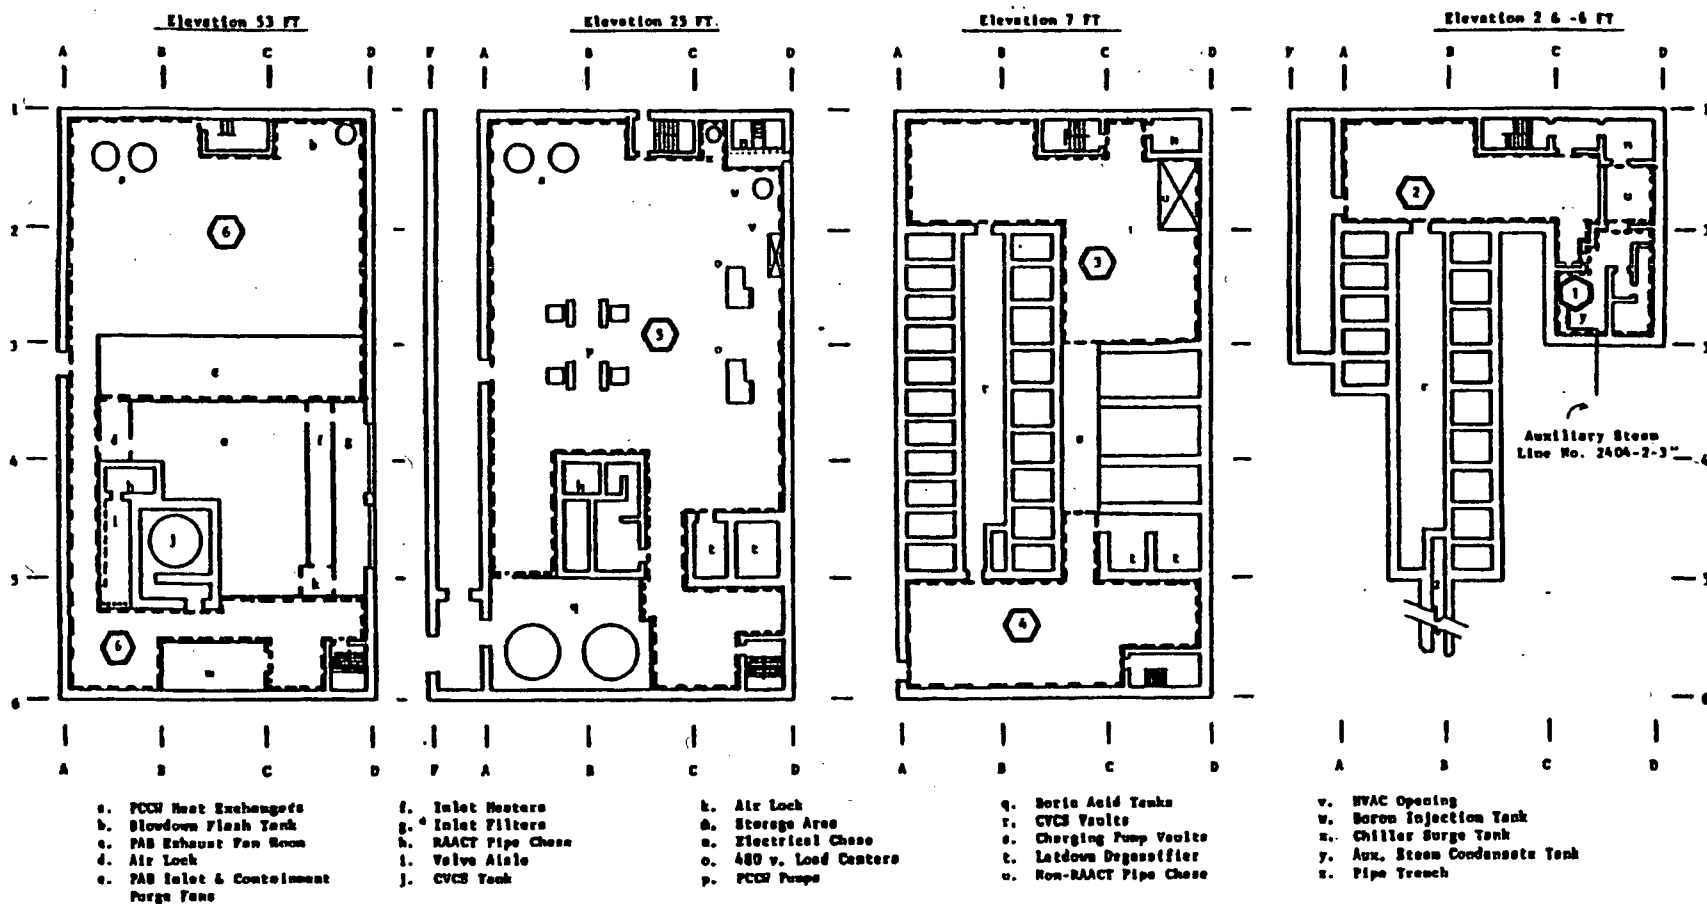 Elevation 53 FT
Elevation 25 FT.
Elevation 7 FT
Elevation 2 & -6 FT
A B C D
F A B C D
A B C D
F A B C D
1
2
3
4
5
6
6
6
5
3
4
2
1
Auxiliary Steam
Line No. 2404-2-3"
A B C D
F A B C D
A B C D
A B C D
a. PCCW Heat Exchangers
b. Blowdown Flash Tank
c. PAB Exhaust Fan Room
d. Air Lock
e. PAB Inlet & Containment
Purge Fans
f. Inlet Heaters
g. Inlet Filters
h. RAACT Pipe Chase
i. Valve Aisle
j. CVCS Tank
k. Air Lock
m. Storage Area
n. Electrical Chase
o. 480 v. Load Centers
p. PCCW Pumps
q. Boric Acid Tanks
r. CVCS Vaults
s. Charging Pump Vaults
t. Letdown Degassifier
u. Non-RAACT Pipe Chase
v. HVAC Opening
w. Boron Injection Tank
x. Chiller Surge Tank
y. Aux. Steam Condensate Tank
z. Pipe Trench